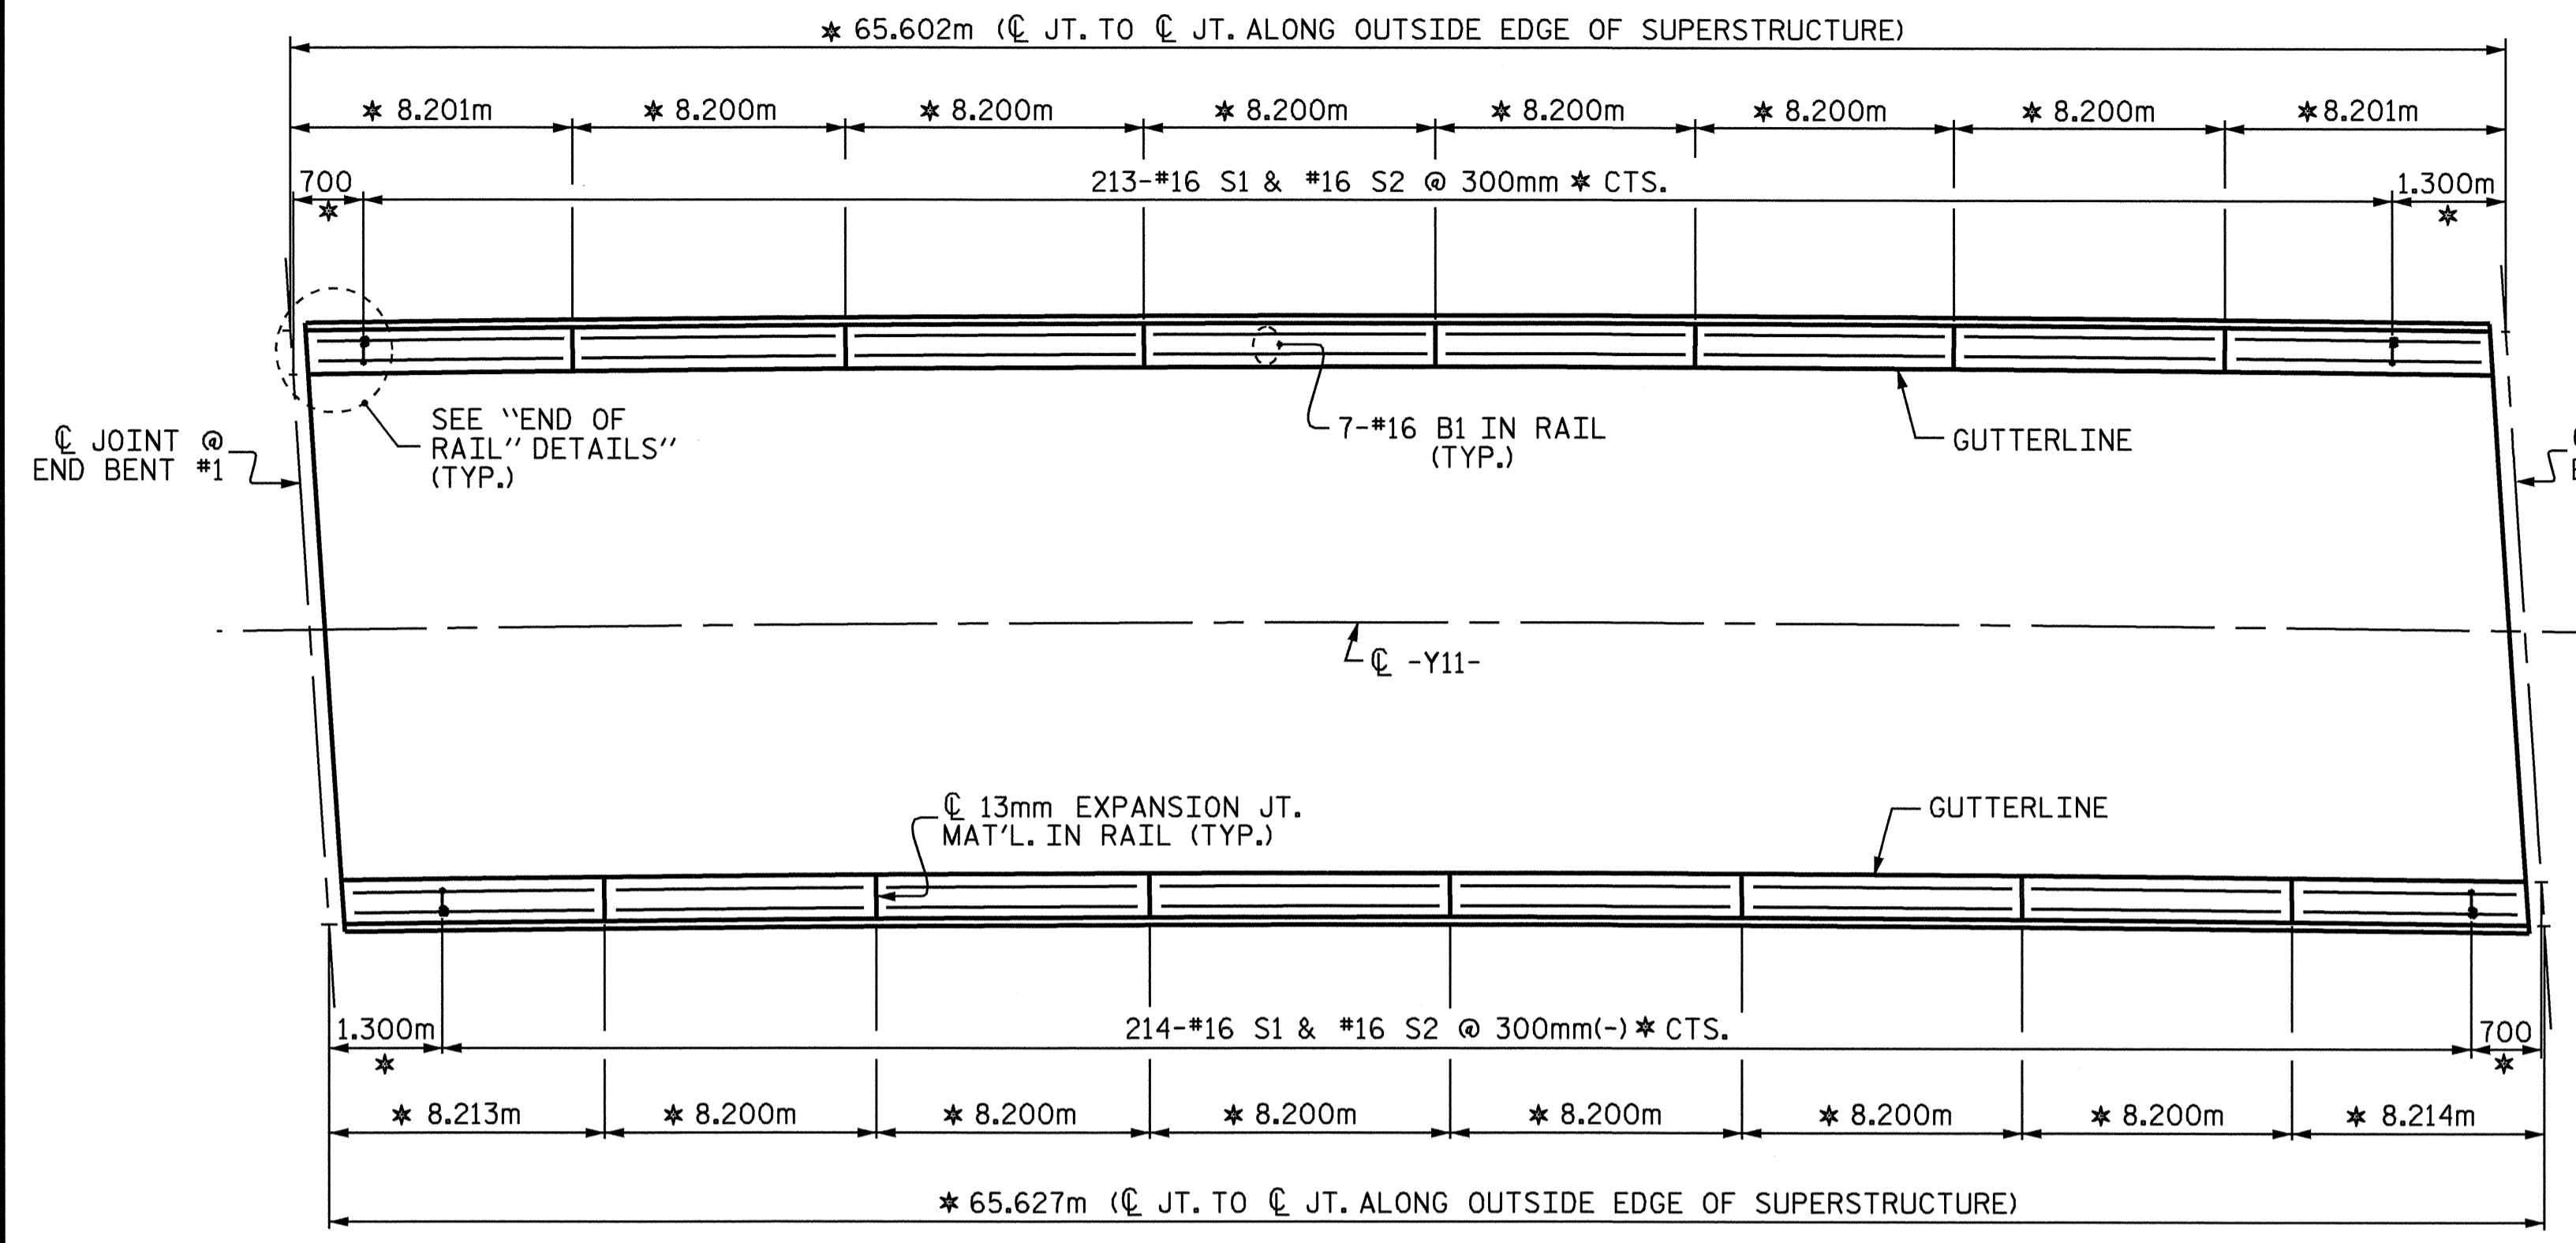 ✶ 65.602m (℄ JT. TO ℄ JT. ALONG OUTSIDE EDGE OF SUPERSTRUCTURE)
✶ 8.201m ✶ 8.200m ✶ 8.200m ✶ 8.200m ✶ 8.200m ✶ 8.200m ✶ 8.200m ✶ 8.201m
700 213-#16 S1 & #16 S2 @ 300mm ✶ CTS. 1.300m
✶ ✶
℄ JOINT @
END BENT #1
SEE "END OF
RAIL" DETAILS"
(TYP.)
7-#16 B1 IN RAIL
(TYP.)
GUTTERLINE
℄ -Y11-
℄ 13mm EXPANSION JT.
MAT'L. IN RAIL (TYP.)
GUTTERLINE
1.300m 214-#16 S1 & #16 S2 @ 300mm(-) ✶ CTS. 700
✶ ✶
✶ 8.213m ✶ 8.200m ✶ 8.200m ✶ 8.200m ✶ 8.200m ✶ 8.200m ✶ 8.200m ✶ 8.214m
✶ 65.627m (℄ JT. TO ℄ JT. ALONG OUTSIDE EDGE OF SUPERSTRUCTURE)